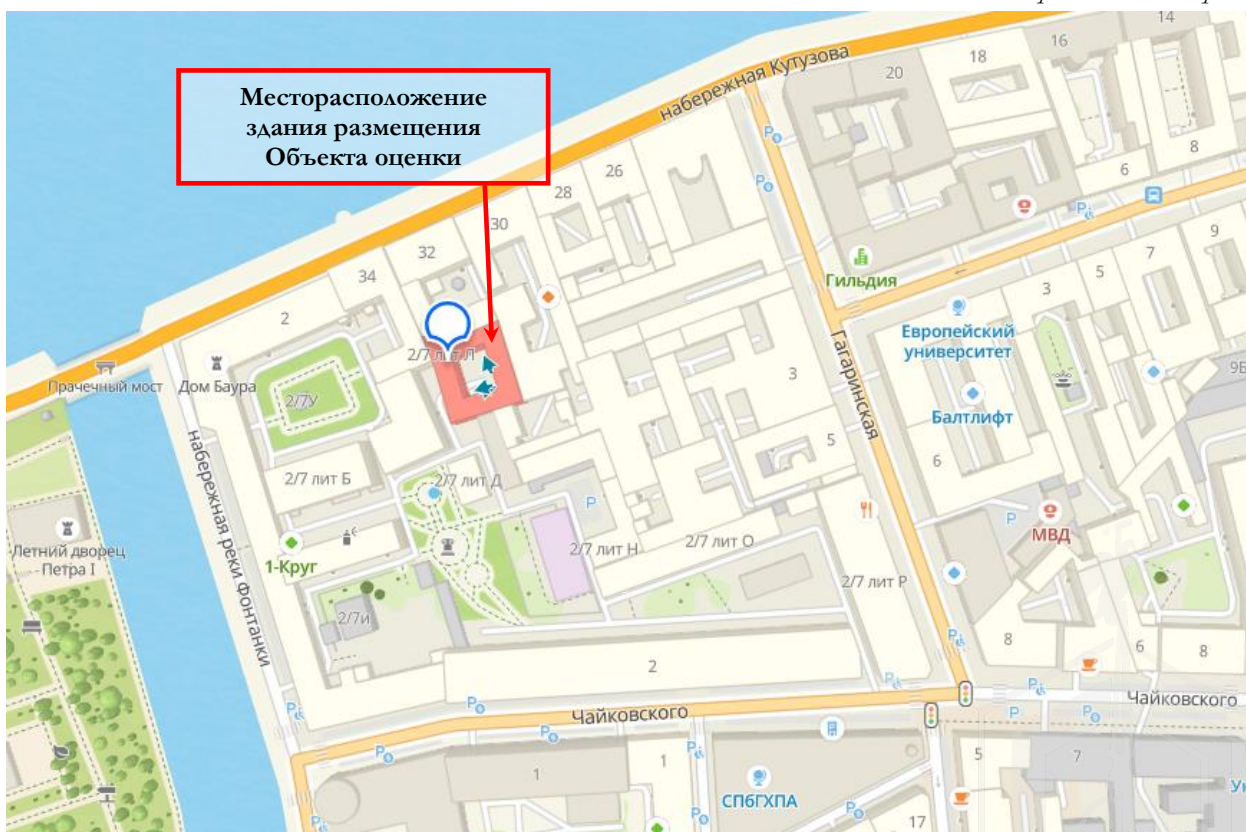 Месторасположение
здания размещения
Объекта оценки
набережная Кутузова
14
16
18
20
8
6
9
7
5
3
26
28
30
32
34
2
Гильдия
Европейский
университет
9Б
Прачечный мост
Дом Баура
2/7У
2/7 лит Л
3
Гагаринская
Балтлифт
5
6
набережная реки Фонтанки
2/7 лит Б
2/7 лит Д
P
P
МВД
Летний дворец
Петра I
1-Круг
2/7 лит Н
2/7 лит О
2/7 лит Р
2/7и
8
6
8
2
Чайковского
Чайковского
P
1
1
5
7
СПбГХПА
17